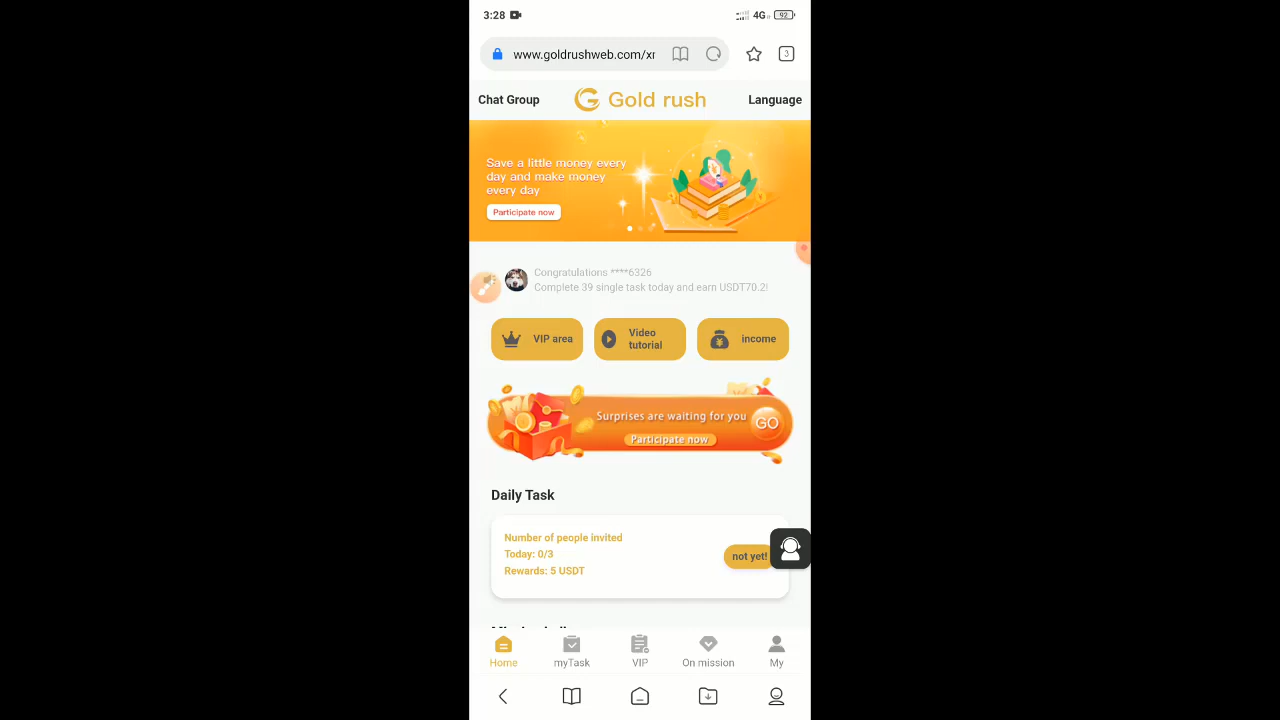 3:28
4G
92
www.goldrushweb.com/xr
3
Chat Group
Gold rush
Language
Save a little money every
day and make money
every day
Participate now
Congratulations ****6326
Complete 39 single task today and earn USDT70.2!
VIP area
Video
tutorial
income
Surprises are waiting for you
GO
Participate now
Daily Task
Number of people invited
Today: 0/3
Rewards: 5 USDT
not yet!
Home
myTask
VIP
On mission
My